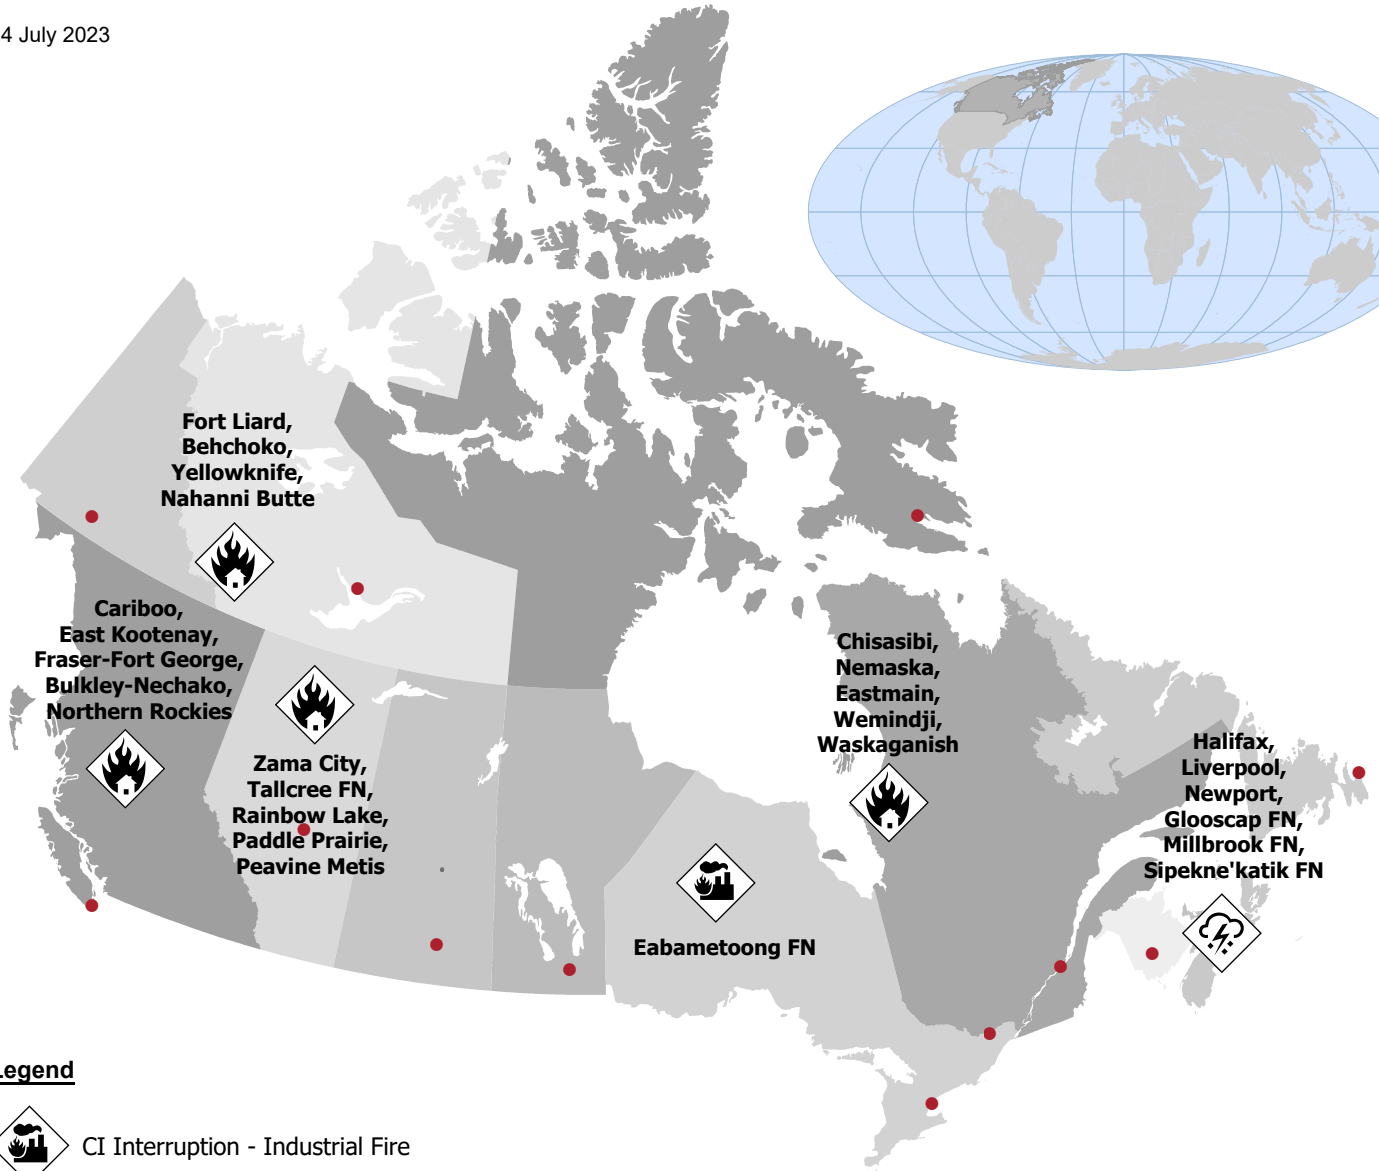 4 July 2023
Fort Liard,
Behchoko,
Yellowknife,
Nahanni Butte
Cariboo,
East Kootenay,
Fraser-Fort George,
Bulkley-Nechako,
Northern Rockies
Zama City,
Tallcree FN,
Rainbow Lake,
Paddle Prairie,
Peavine Metis
Chisasibi,
Nemaska,
Eastmain,
Wemindji,
Waskaganish
Halifax,
Liverpool,
Newport,
Glooscap FN,
Millbrook FN,
Sipekne'katik FN
Eabametoong FN
Legend
CI Interruption - Industrial Fire